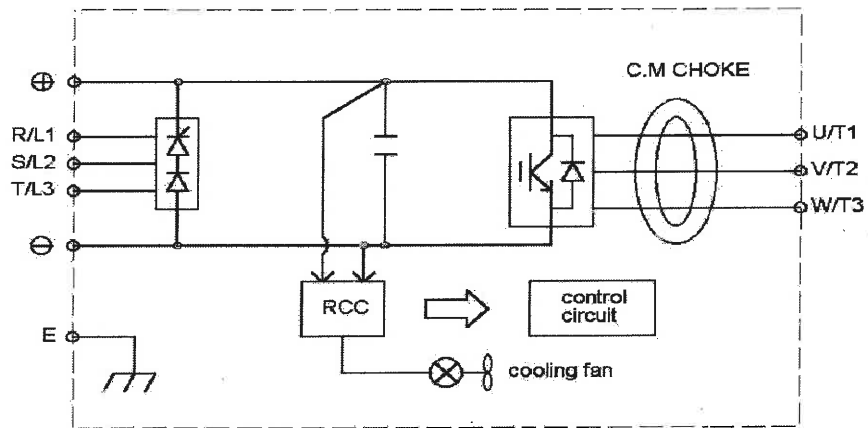 C.M CHOKE
⊕
R/L1
S/L2
T/L3
⊖
U/T1
V/T2
W/T3
RCC
control
circuit
E
cooling fan